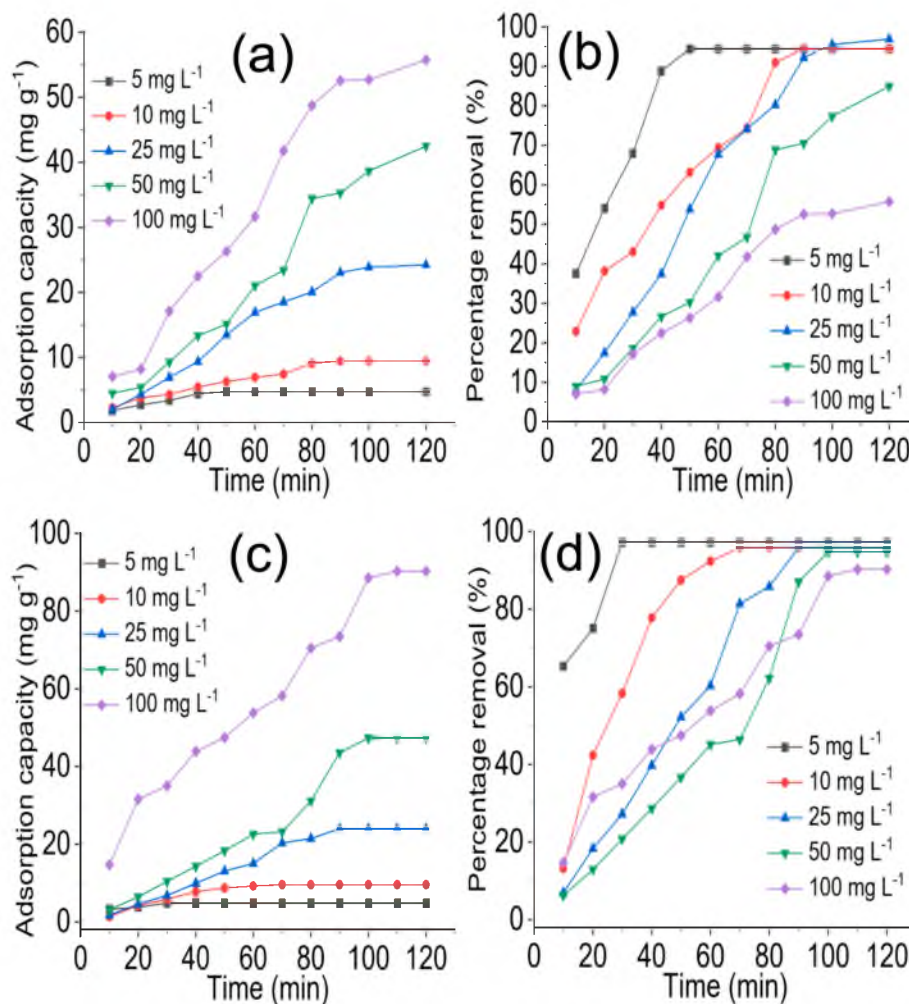 (a)
Adsorption capacity (mg g⁻¹)
60
50
40
30
20
10
0
5 mg L⁻¹
10 mg L⁻¹
25 mg L⁻¹
50 mg L⁻¹
100 mg L⁻¹
0 20 40 60 80 100 120
Time (min)
(b)
Percentage removal (%)
100
90
80
70
60
50
40
30
20
10
0
5 mg L⁻¹
10 mg L⁻¹
25 mg L⁻¹
50 mg L⁻¹
100 mg L⁻¹
0 20 40 60 80 100 120
Time (min)
(c)
Adsorption capacity (mg g⁻¹)
100
80
60
40
20
0
5 mg L⁻¹
10 mg L⁻¹
25 mg L⁻¹
50 mg L⁻¹
100 mg L⁻¹
0 20 40 60 80 100 120
Time (min)
(d)
Percentage removal (%)
100
80
60
40
20
0
5 mg L⁻¹
10 mg L⁻¹
25 mg L⁻¹
50 mg L⁻¹
100 mg L⁻¹
0 20 40 60 80 100 120
Time (min)